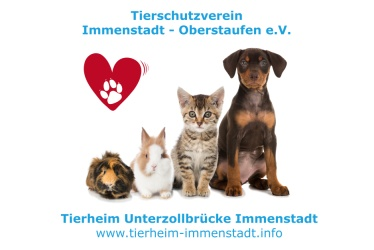 Tierschutzverein
Immenstadt - Oberstaufen e.V.
Tierheim Unterzollbrücke Immenstadt
www.tierheim-immenstadt.info